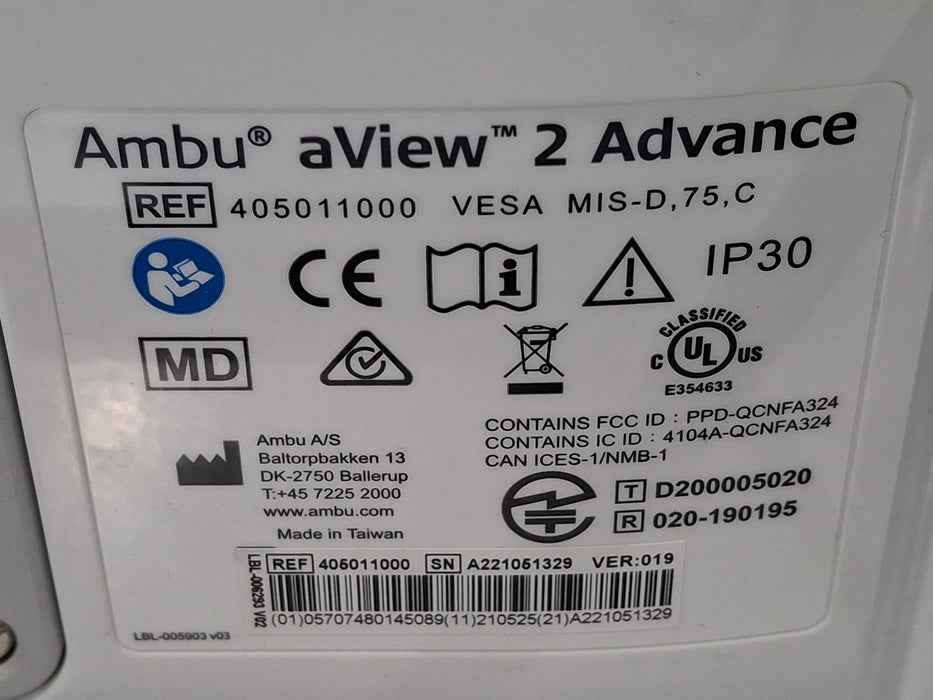 Ambu® aView™ 2 Advance
REF 405011000 VESA MIS-D,75,C
CE i ! IP30
MD CLASSIFIED C UL US
E354633
CONTAINS FCC ID : PPD-QCNFA324
CONTAINS IC ID : 4104A-QCNFA324
CAN ICES-1/NMB-1
Ambu A/S
Baltorpbakken 13
DK-2750 Ballerup
T:+45 7225 2000
www.ambu.com
Made in Taiwan
T D200005020
R 020-190195
LBL-006293 V02
REF 405011000 SN A221051329 VER:019
(01)05707480145089(11)210525(21)A221051329
LBL-005903 v03